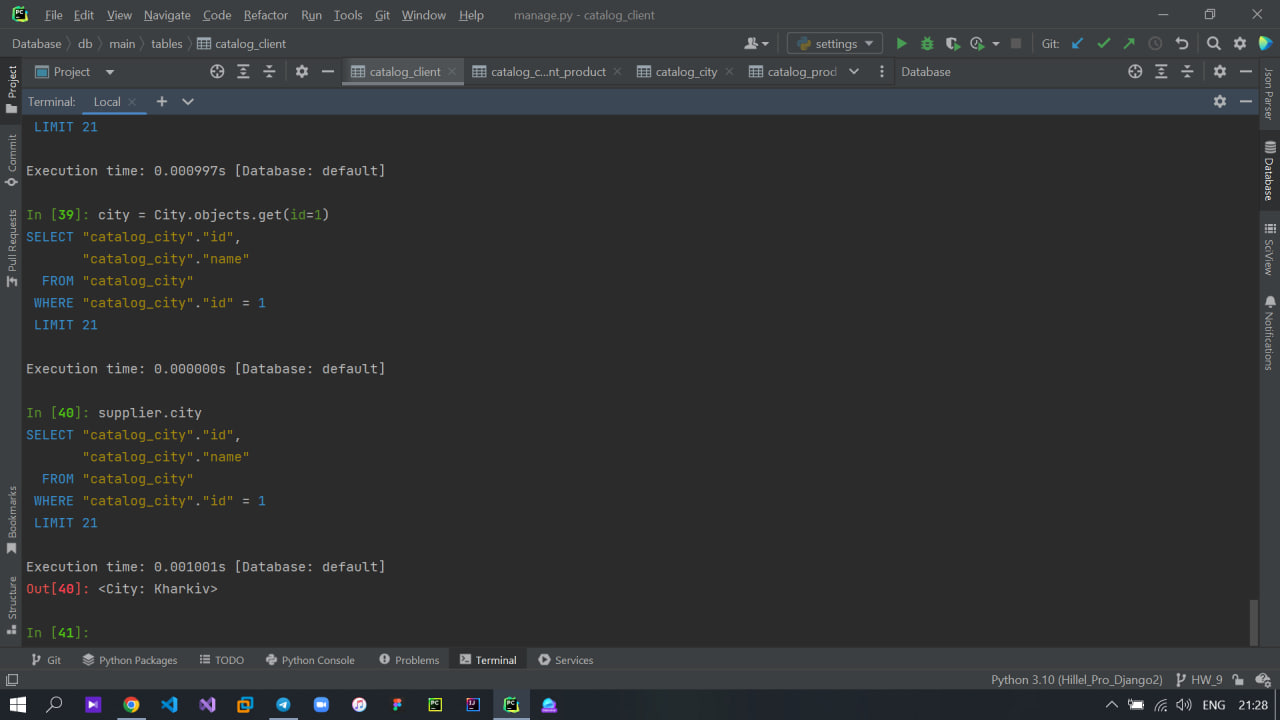 File Edit View Navigate Code Refactor Run Tools Git Window Help manage.py - catalog_client
Database db main tables catalog_client settings Git:
Project catalog_client catalog_c...nt_product catalog_city catalog_prod Database
Terminal: Local
LIMIT 21
Execution time: 0.000997s [Database: default]
In [39]: city = City.objects.get(id=1)
SELECT "catalog_city"."id",
"catalog_city"."name"
FROM "catalog_city"
WHERE "catalog_city"."id" = 1
LIMIT 21
Execution time: 0.000000s [Database: default]
In [40]: supplier.city
SELECT "catalog_city"."id",
"catalog_city"."name"
FROM "catalog_city"
WHERE "catalog_city"."id" = 1
LIMIT 21
Execution time: 0.001001s [Database: default]
Out[40]: <City: Kharkiv>
In [41]:
Project
Commit
Pull Requests
Bookmarks
Structure
Json Parser
Database
SciView
Notifications
Git Python Packages TODO Python Console Problems Terminal Services
Python 3.10 (Hillel_Pro_Django2) HW_9
ENG 21:28